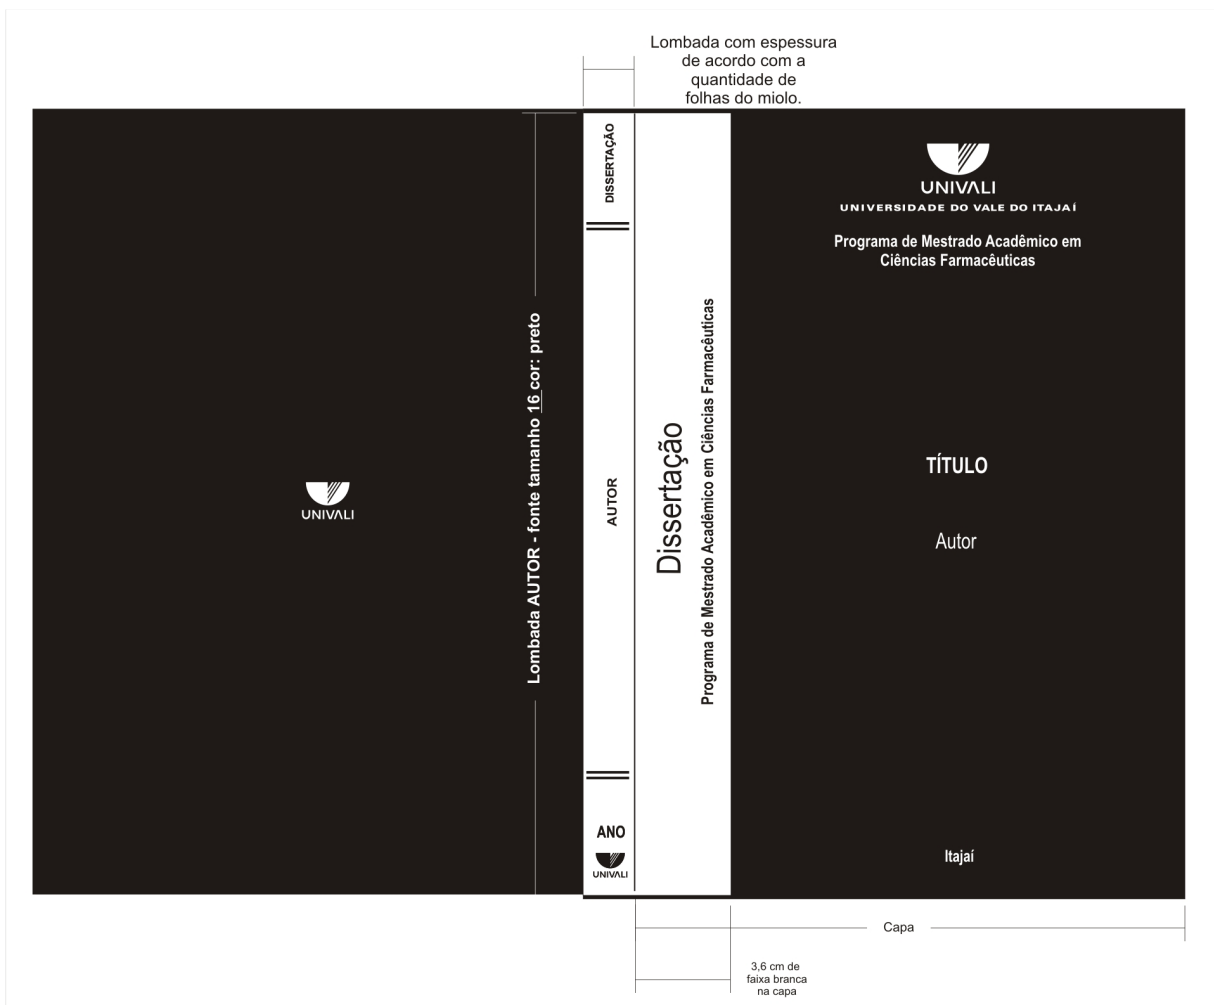 Lombada com espessura
de acordo com a
quantidade de
folhas do miolo.
UNIVALI
Lombada AUTOR - fonte tamanho 16 cor: preto
DISSERTAÇÃO
AUTOR
ANO
UNIVALI
Dissertação
Programa de Mestrado Acadêmico em Ciências Farmacêuticas
UNIVALI
UNIVERSIDADE DO VALE DO ITAJAÍ
Programa de Mestrado Acadêmico em
Ciências Farmacêuticas
TÍTULO
Autor
Itajaí
Capa
3,6 cm de
faixa branca
na capa